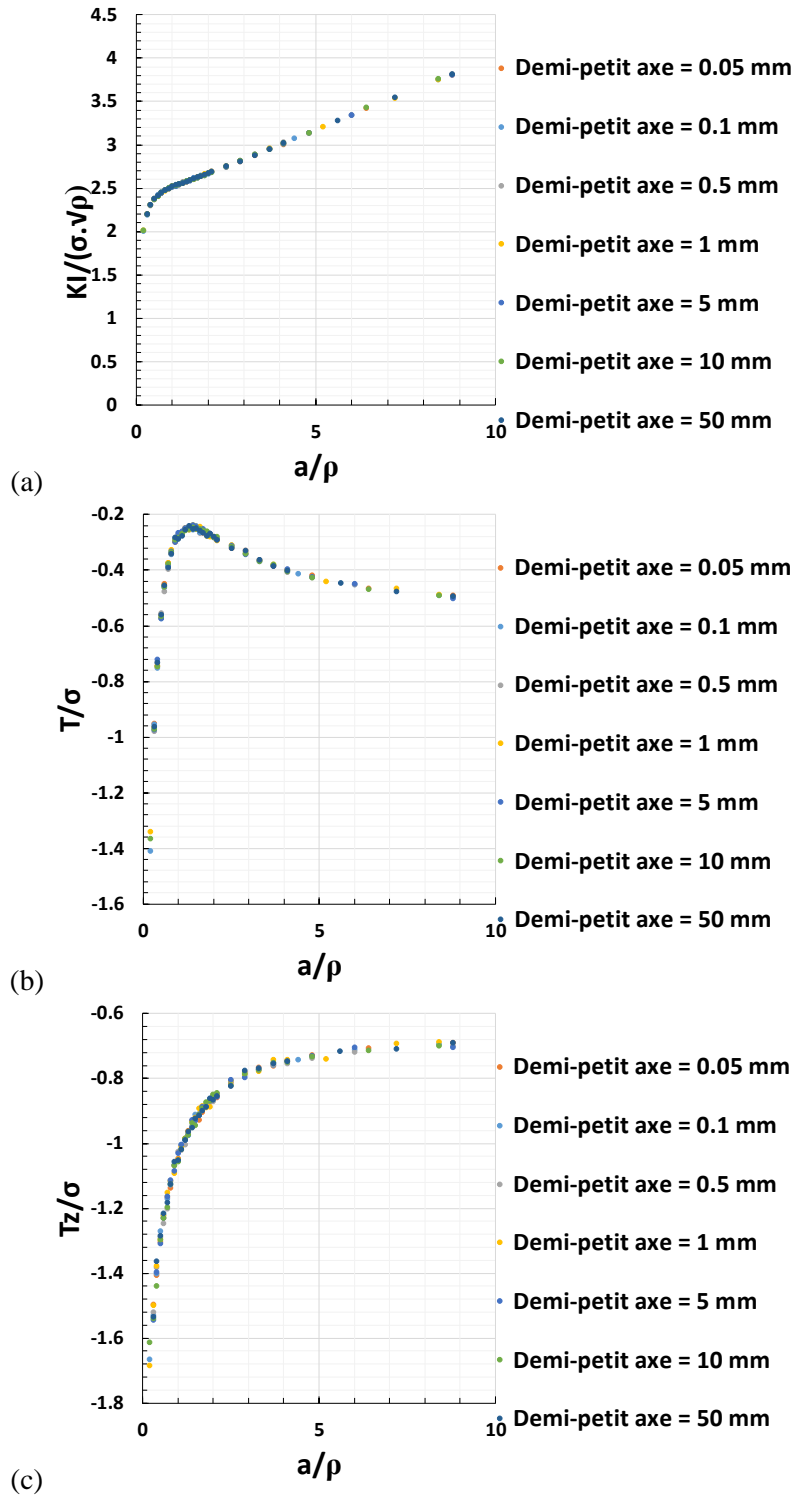 4.5
4
3.5
3
2.5
2
1.5
1
0.5
0
KI/(σ.√ρ)
0 5 10
a/ρ
Demi-petit axe = 0.05 mm
Demi-petit axe = 0.1 mm
Demi-petit axe = 0.5 mm
Demi-petit axe = 1 mm
Demi-petit axe = 5 mm
Demi-petit axe = 10 mm
Demi-petit axe = 50 mm
(a)
-0.2
-0.4
-0.6
-0.8
-1
-1.2
-1.4
-1.6
T/σ
0 5 10
a/ρ
Demi-petit axe = 0.05 mm
Demi-petit axe = 0.1 mm
Demi-petit axe = 0.5 mm
Demi-petit axe = 1 mm
Demi-petit axe = 5 mm
Demi-petit axe = 10 mm
Demi-petit axe = 50 mm
(b)
-0.6
-0.8
-1
-1.2
-1.4
-1.6
-1.8
Tz/σ
0 5 10
a/ρ
Demi-petit axe = 0.05 mm
Demi-petit axe = 0.1 mm
Demi-petit axe = 0.5 mm
Demi-petit axe = 1 mm
Demi-petit axe = 5 mm
Demi-petit axe = 10 mm
Demi-petit axe = 50 mm
(c)